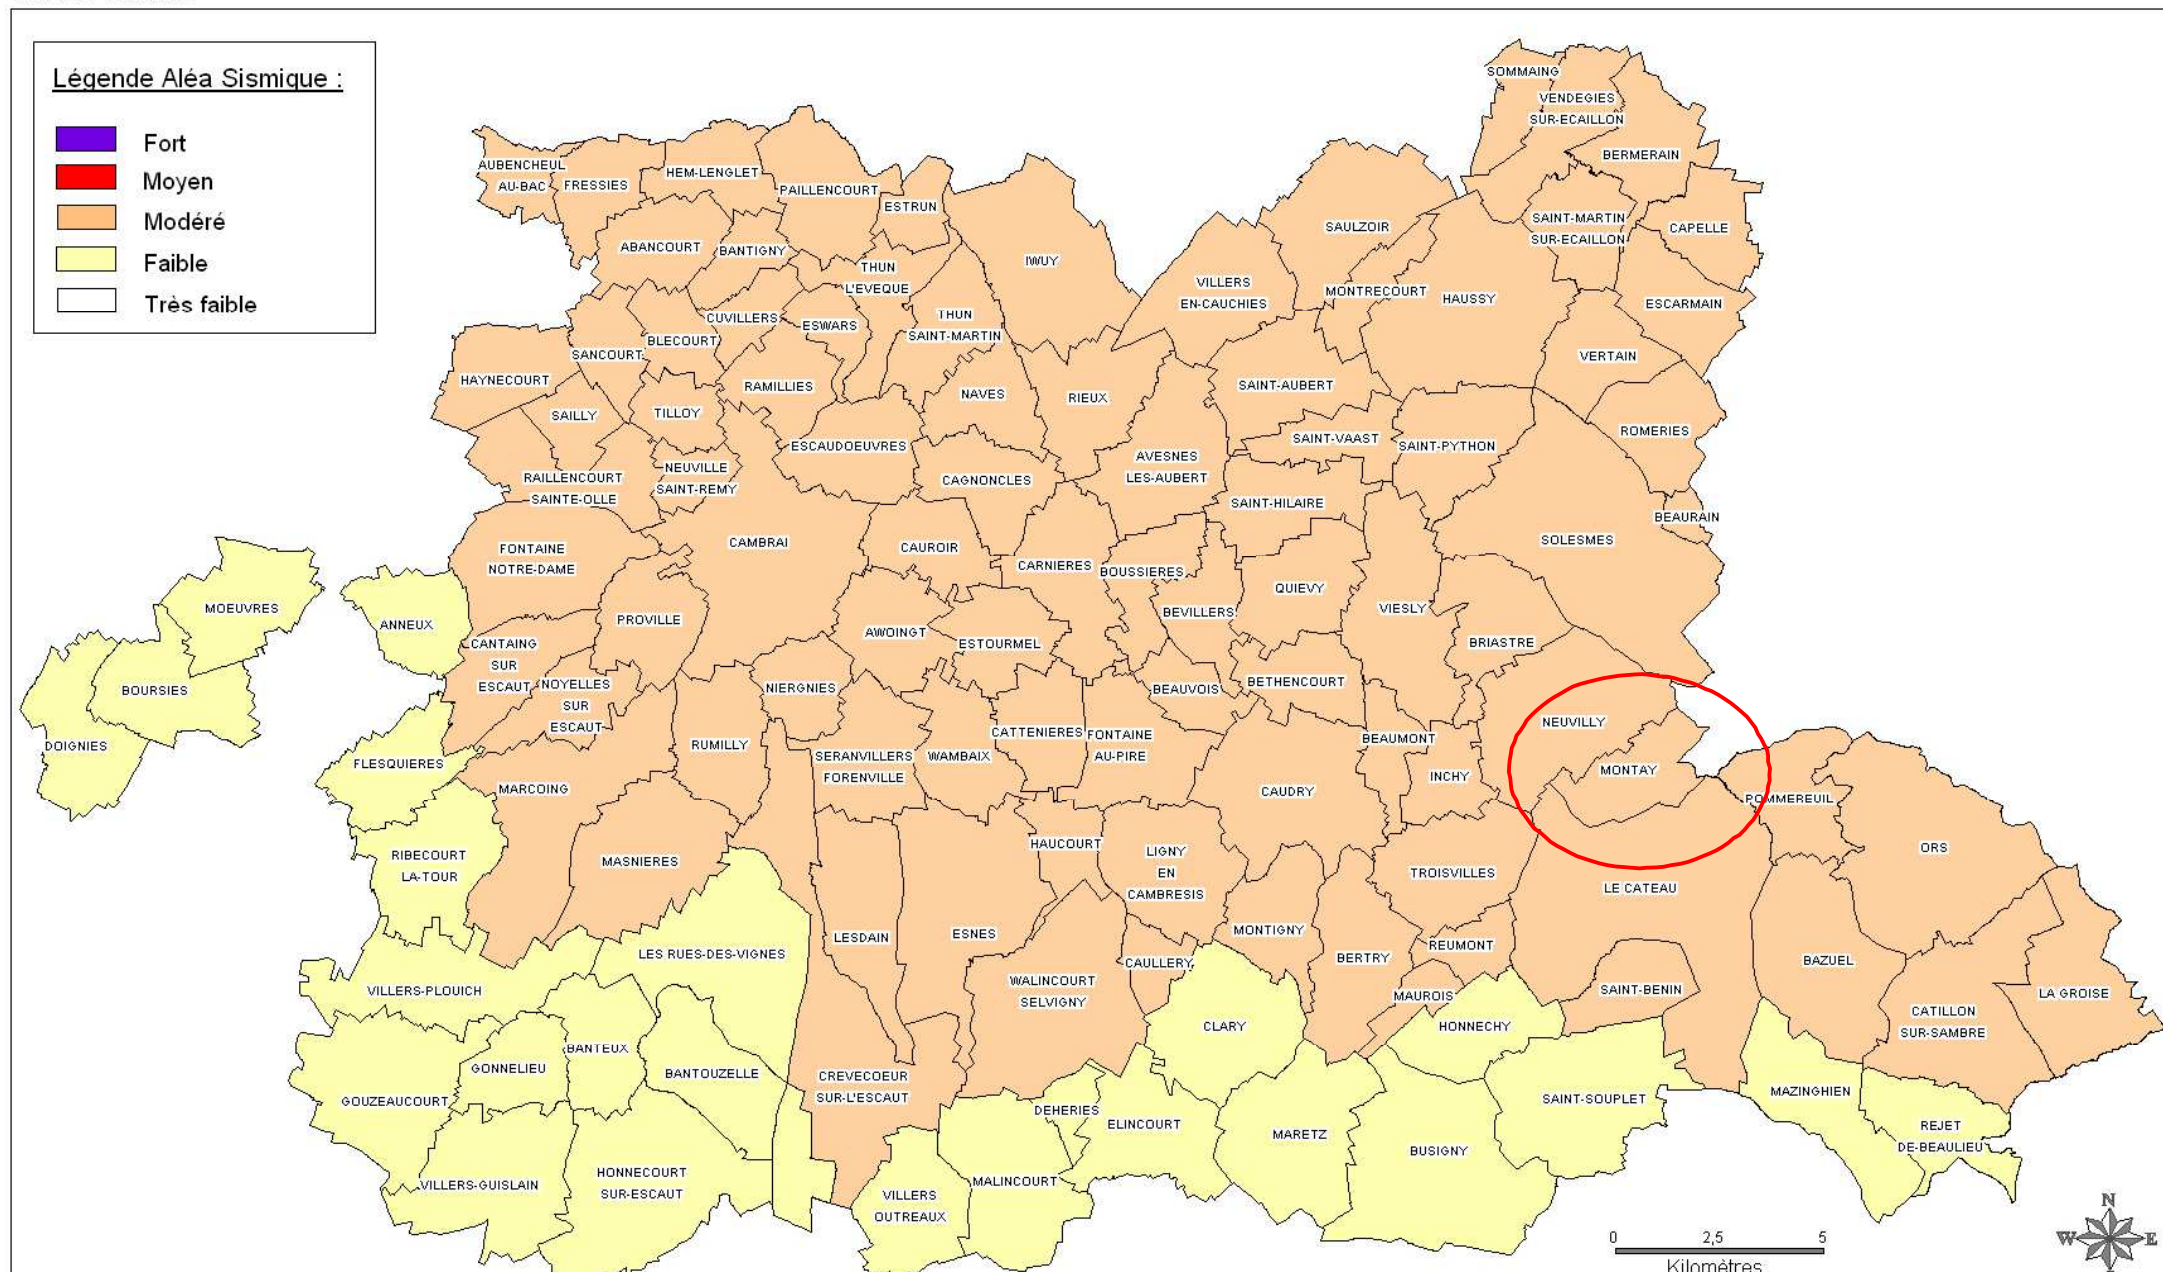 Légende Aléa Sismique :
Fort
Moyen
Modéré
Faible
Très faible
SOMMAING
VENDEGIES
SUR-ECAILLON
BERMERAIN
AUBENCHEUL
AU-BAC
FRESSIES
HEM-LENGLET
PAILLENCOURT
ESTRUN
SAINT-MARTIN
SUR-ECAILLON
CAPELLE
SAULZOIR
ABANCOURT
BANTIGNY
THUN
L'EVEQUE
IWUY
VILLERS
EN-CAUCHIES
MONTRECOURT
HAUSSY
ESCARMAIN
CUVILLERS
ESWARS
THUN
SAINT-MARTIN
BLECOURT
SANCOURT
VERTAIN
HAYNECOURT
RAMILLIES
NAVES
RIEUX
SAINT-AUBERT
SAILLY
TILLOY
ROMERIES
ESCAUDOEUVRES
SAINT-VAAST
SAINT-PYTHON
AVESNES
LES-AUBERT
RAILLENCOURT
SAINTE-OLLE
NEUVILLE
SAINT-REMY
CAGNONCLES
SAINT-HILAIRE
BEAURAIN
FONTAINE
NOTRE-DAME
CAMBRAI
CAUROIR
CARNIERES
BOUSSIERES
SOLESMES
QUIEVY
MOEUVRES
ANNEUX
PROVILLE
BEVILLERS
VIESLY
AWOINGT
ESTOURMEL
BRIASTRE
CANTAING
SUR
ESCAUT
NOYELLES
SUR
ESCAUT
NIERGNIES
BEAUVOIS
BETHENCOURT
BOURSIES
DOIGNIES
NEUVILLY
RUMILLY
SERANVILLERS
FORENVILLE
WAMBAIX
CATTENIERES
FONTAINE
AU-PIRE
BEAUMONT
INCHY
MONTAY
FLESQUIERES
MARCOING
CAUDRY
POMMEREUIL
RIBECOURT
LA-TOUR
MASNIERES
HAUCOURT
LIGNY
EN
CAMBRESIS
TROISVILLES
LE CATEAU
ORS
LES RUES-DES-VIGNES
LESDAIN
ESNES
MONTIGNY
REUMONT
BERTRY
CAULLERY
BAZUEL
VILLERS-PLOUICH
WALINCOURT
SELVIGNY
MAUROIS
SAINT-BENIN
LA GROISE
CLARY
HONNECHY
CATILLON
SUR-SAMBRE
BANTEUX
GONNELIEU
BANTOUZELLE
CREVECOEUR
SUR-L'ESCAUT
GOUZEAUCOURT
DEHERIES
ELINCOURT
MARETZ
SAINT-SOUPLET
MAZINGHIEN
REJET
DE-BEAULIEU
BUSIGNY
VILLERS-GUISLAIN
HONNECOURT
SUR-ESCAUT
MALINCOURT
VILLERS
OUTREAUX
N
W
E
0 2,5 5
Kilomètres